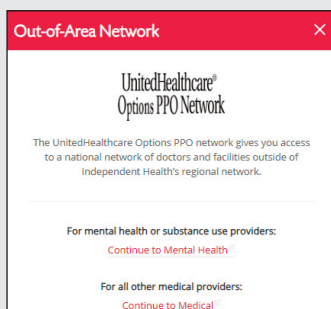 Out-of-Area Network ×
UnitedHealthcare®
Options PPO Network
The UnitedHealthcare Options PPO network gives you access
to a national network of doctors and facilities outside of
Independent Health's regional network.
For mental health or substance use providers:
Continue to Mental Health
For all other medical providers:
Continue to Medical